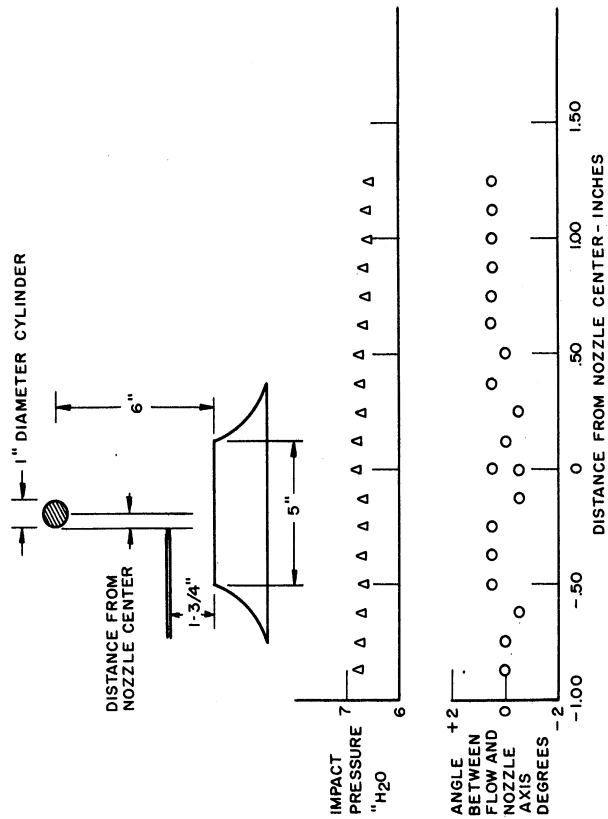 1" DIAMETER CYLINDER
6"
DISTANCE FROM
NOZZLE CENTER
1-3/4"
5"
IMPACT
PRESSURE
"H2O
7
6
ANGLE
BETWEEN
FLOW AND
NOZZLE
AXIS
DEGREES
+2
0
-2
-1.00
-.50
0
.50
1.00
1.50
DISTANCE FROM NOZZLE CENTER-INCHES